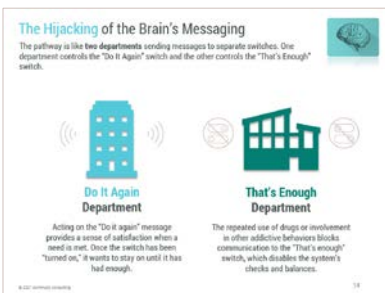 The Hijacking of the Brain's Messaging
The pathway is like two departments sending messages to separate switches. One
department controls the "Do It Again" switch and the other controls the "That's Enough"
switch.
Do It Again
Department
Acting on the "Do it again" message
provides a sense of satisfaction when a
need is met. Once the switch has been
"turned on," it wants to stay on until it has
had enough.
That's Enough
Department
The repeated use of drugs or involvement
in other addictive behaviors blocks
communication to the "That's enough"
switch, which disables the system's
checks and balances.